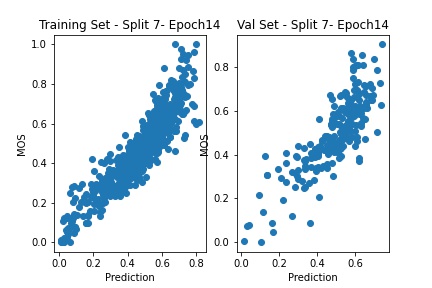 Training Set - Split 7- Epoch14
Val Set - Split 7- Epoch14
1.0
0.8
0.6
0.4
0.2
0.0
MOS
0.0 0.2 0.4 0.6 0.8
Prediction
0.8
0.6
0.4
0.2
0.0
MOS
0.0 0.2 0.4 0.6
Prediction